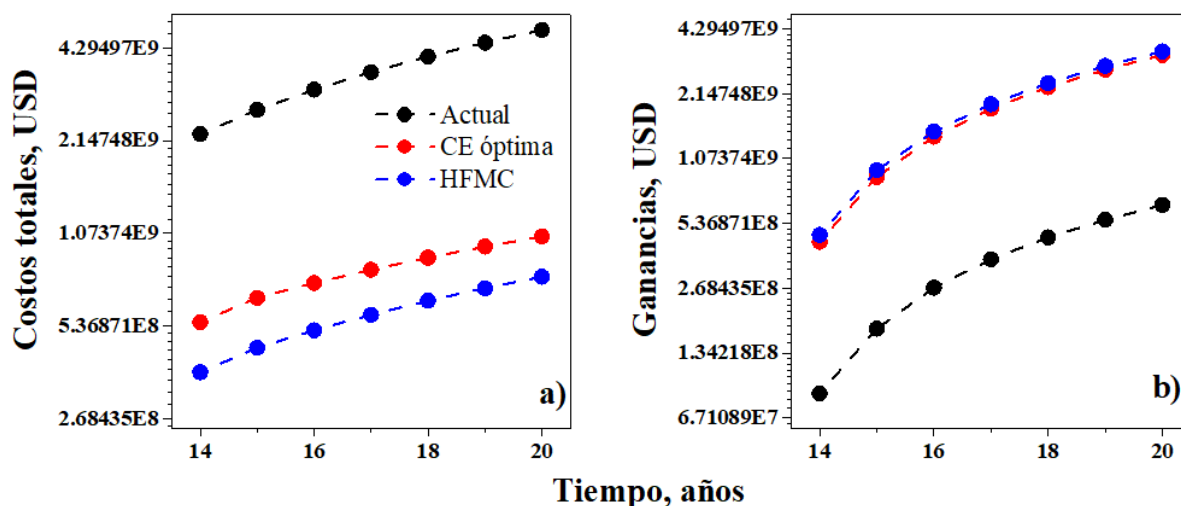 Costos totales, USD
4.29497E9
2.14748E9
1.07374E9
5.36871E8
2.68435E8
14
16
18
20
Actual
CE óptima
HFMC
a)
Ganancias, USD
4.29497E9
2.14748E9
1.07374E9
5.36871E8
2.68435E8
1.34218E8
6.71089E7
14
16
18
20
b)
Tiempo, años